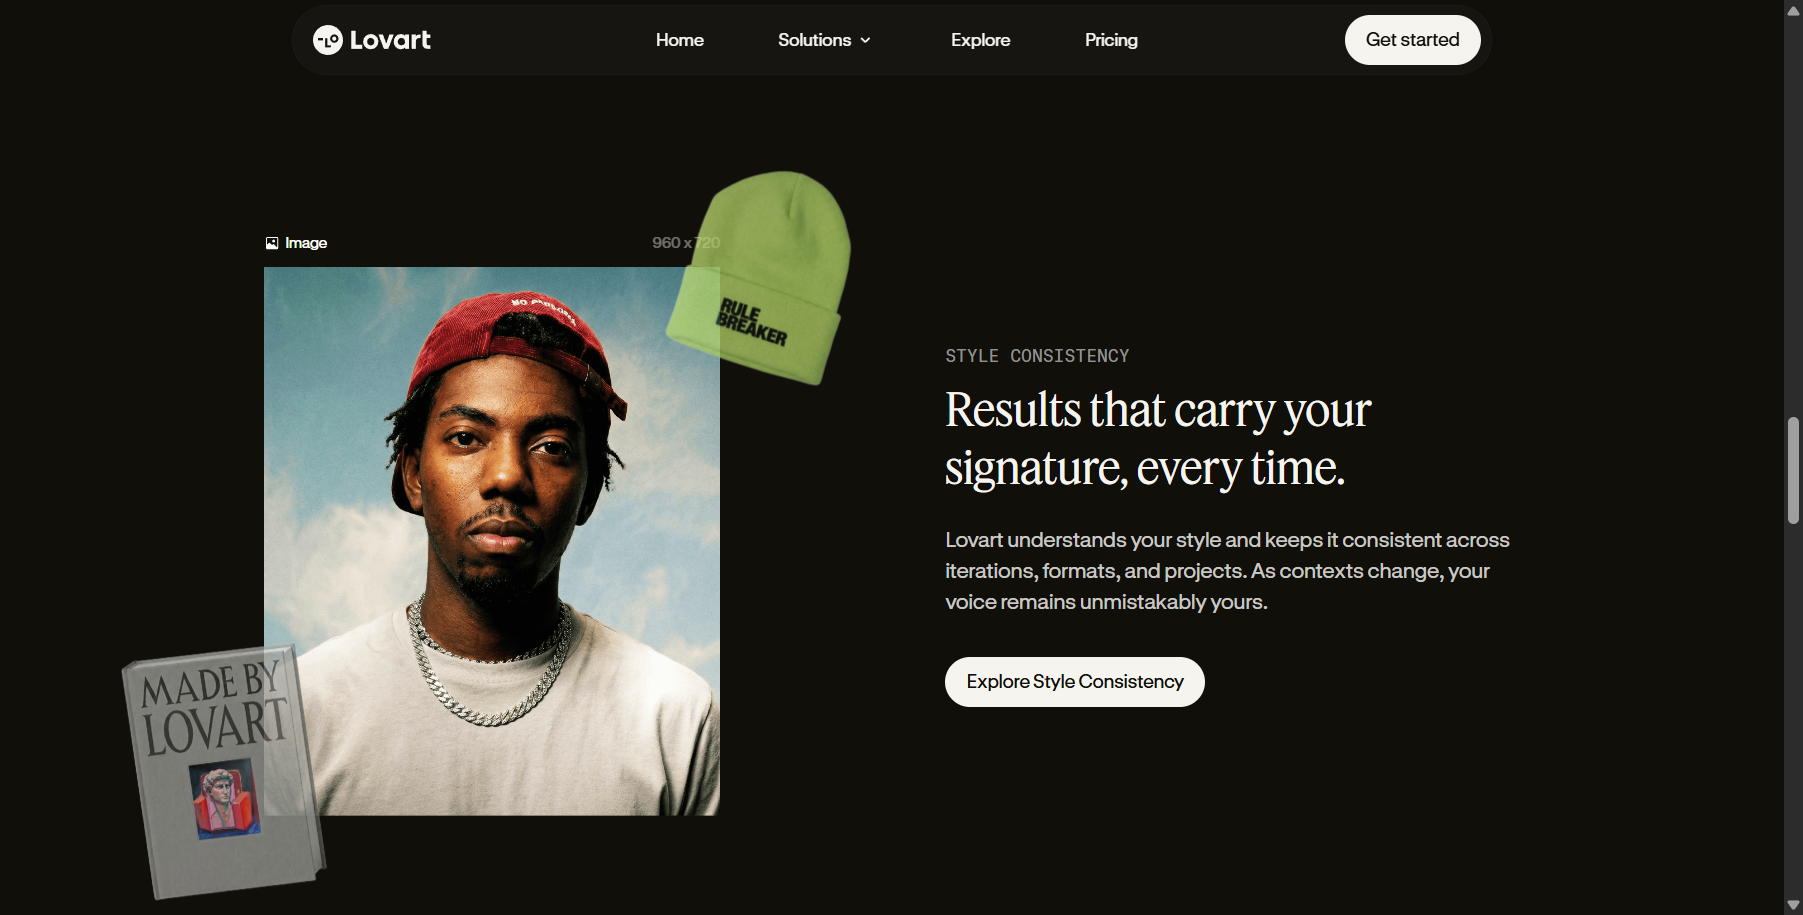 Lovart
Home
Solutions
Explore
Pricing
Get started
Image
960 x 720
RULE
BREAKER
MADE BY
LOVART
STYLE CONSISTENCY
Results that carry your
signature, every time.
Lovart understands your style and keeps it consistent across
iterations, formats, and projects. As contexts change, your
voice remains unmistakably yours.
Explore Style Consistency